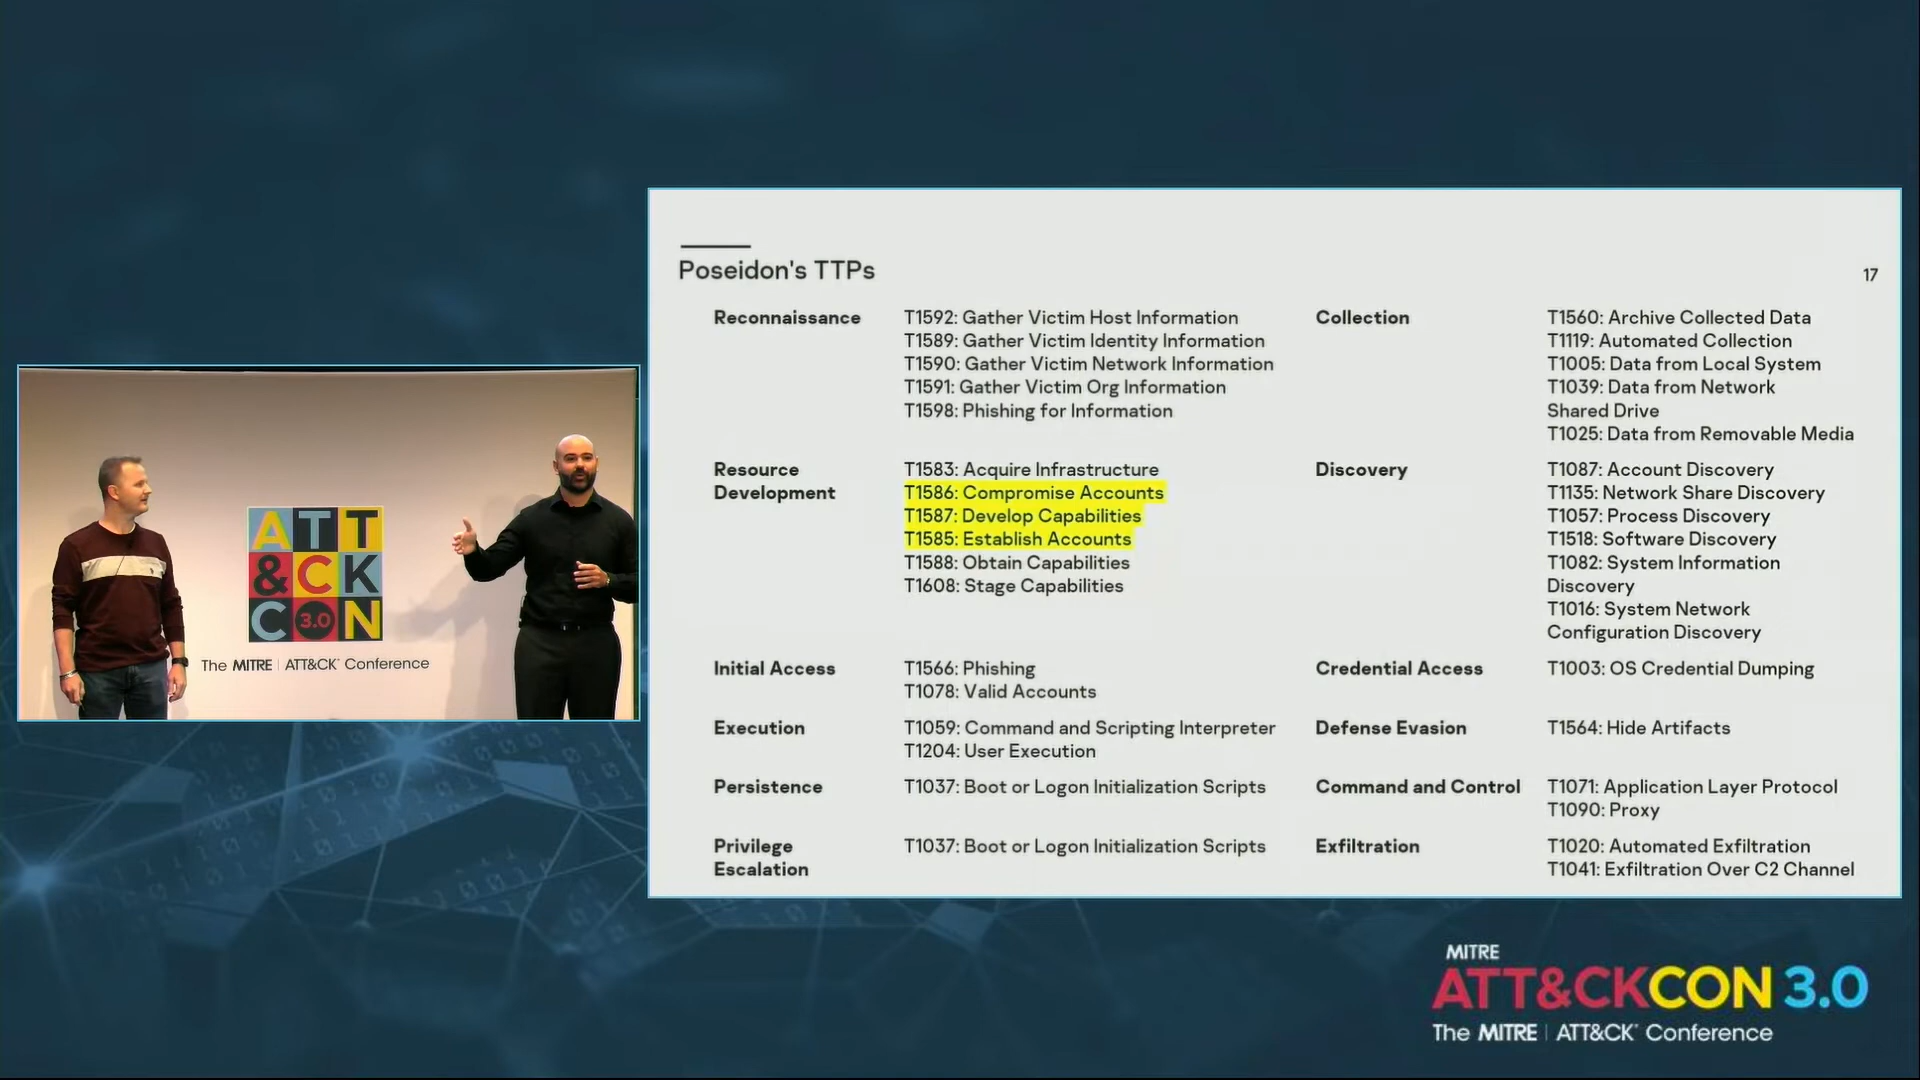 Poseidon's TTPs
17
Reconnaissance
T1592: Gather Victim Host Information
T1589: Gather Victim Identity Information
T1590: Gather Victim Network Information
T1591: Gather Victim Org Information
T1598: Phishing for Information
Resource
Development
T1583: Acquire Infrastructure
T1586: Compromise Accounts
T1587: Develop Capabilities
T1585: Establish Accounts
T1588: Obtain Capabilities
T1608: Stage Capabilities
Initial Access
T1566: Phishing
T1078: Valid Accounts
Execution
T1059: Command and Scripting Interpreter
T1204: User Execution
Persistence
T1037: Boot or Logon Initialization Scripts
Privilege
Escalation
T1037: Boot or Logon Initialization Scripts
Collection
T1560: Archive Collected Data
T1119: Automated Collection
T1005: Data from Local System
T1039: Data from Network
Shared Drive
T1025: Data from Removable Media
Discovery
T1087: Account Discovery
T1135: Network Share Discovery
T1057: Process Discovery
T1518: Software Discovery
T1082: System Information
Discovery
T1016: System Network
Configuration Discovery
Credential Access
T1003: OS Credential Dumping
Defense Evasion
T1564: Hide Artifacts
Command and Control
T1071: Application Layer Protocol
T1090: Proxy
Exfiltration
T1020: Automated Exfiltration
T1041: Exfiltration Over C2 Channel
ATT
&CK
C3.0N
The MITRE | ATT&CK® Conference
MITRE
ATT&CKCON 3.0
The MITRE | ATT&CK® Conference